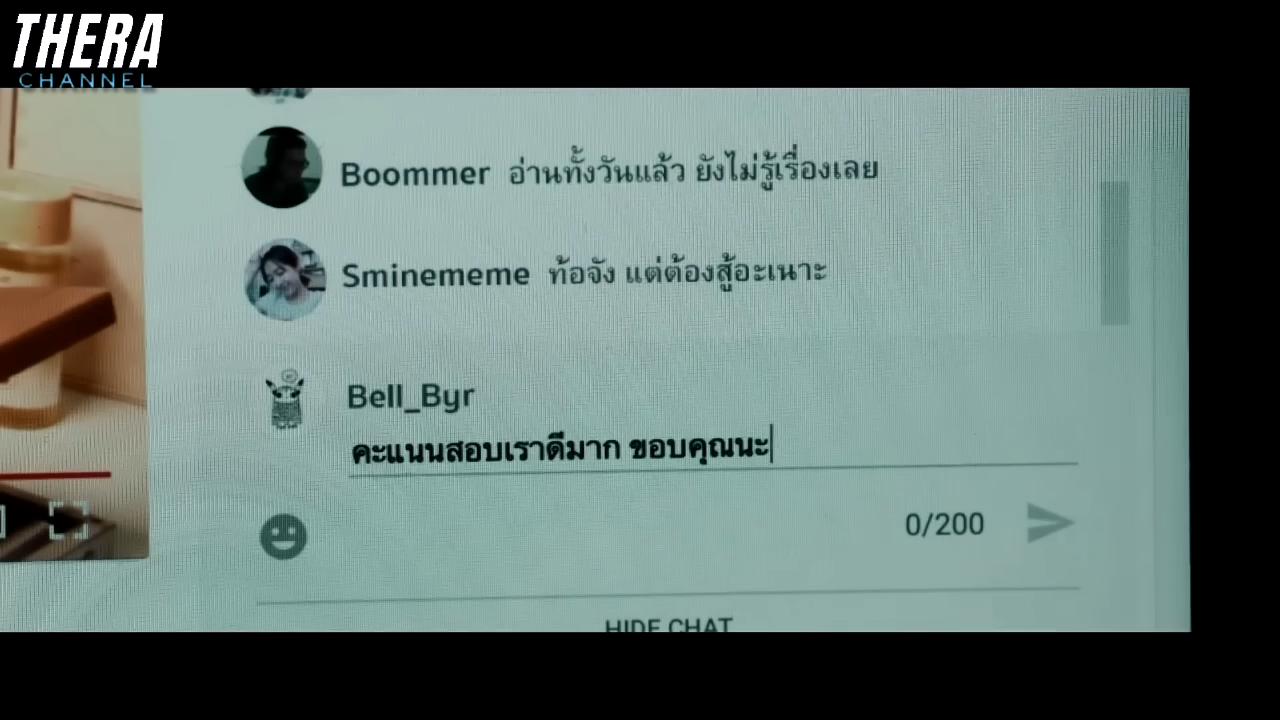 THERA
CHANNEL
Boommer อ่านทั้งวันแล้ว ยังไม่รู้เรื่องเลย
Sminememe ท้อจัง แต่ต้องสู้อะเนาะ
Bell_Byr
คะแนนสอบเราดีมาก ขอบคุณนะ
0/200
HIDE CHAT